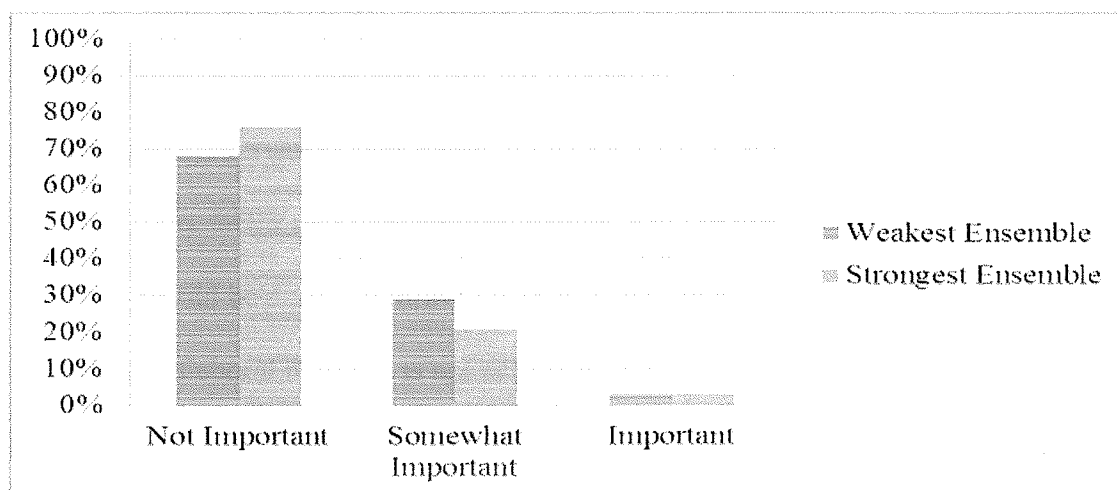 100%
90%
80%
70%
60%
50%
40%
30%
20%
10%
0%
Not Important
Somewhat
Important
Important
Weakest Ensemble
Strongest Ensemble